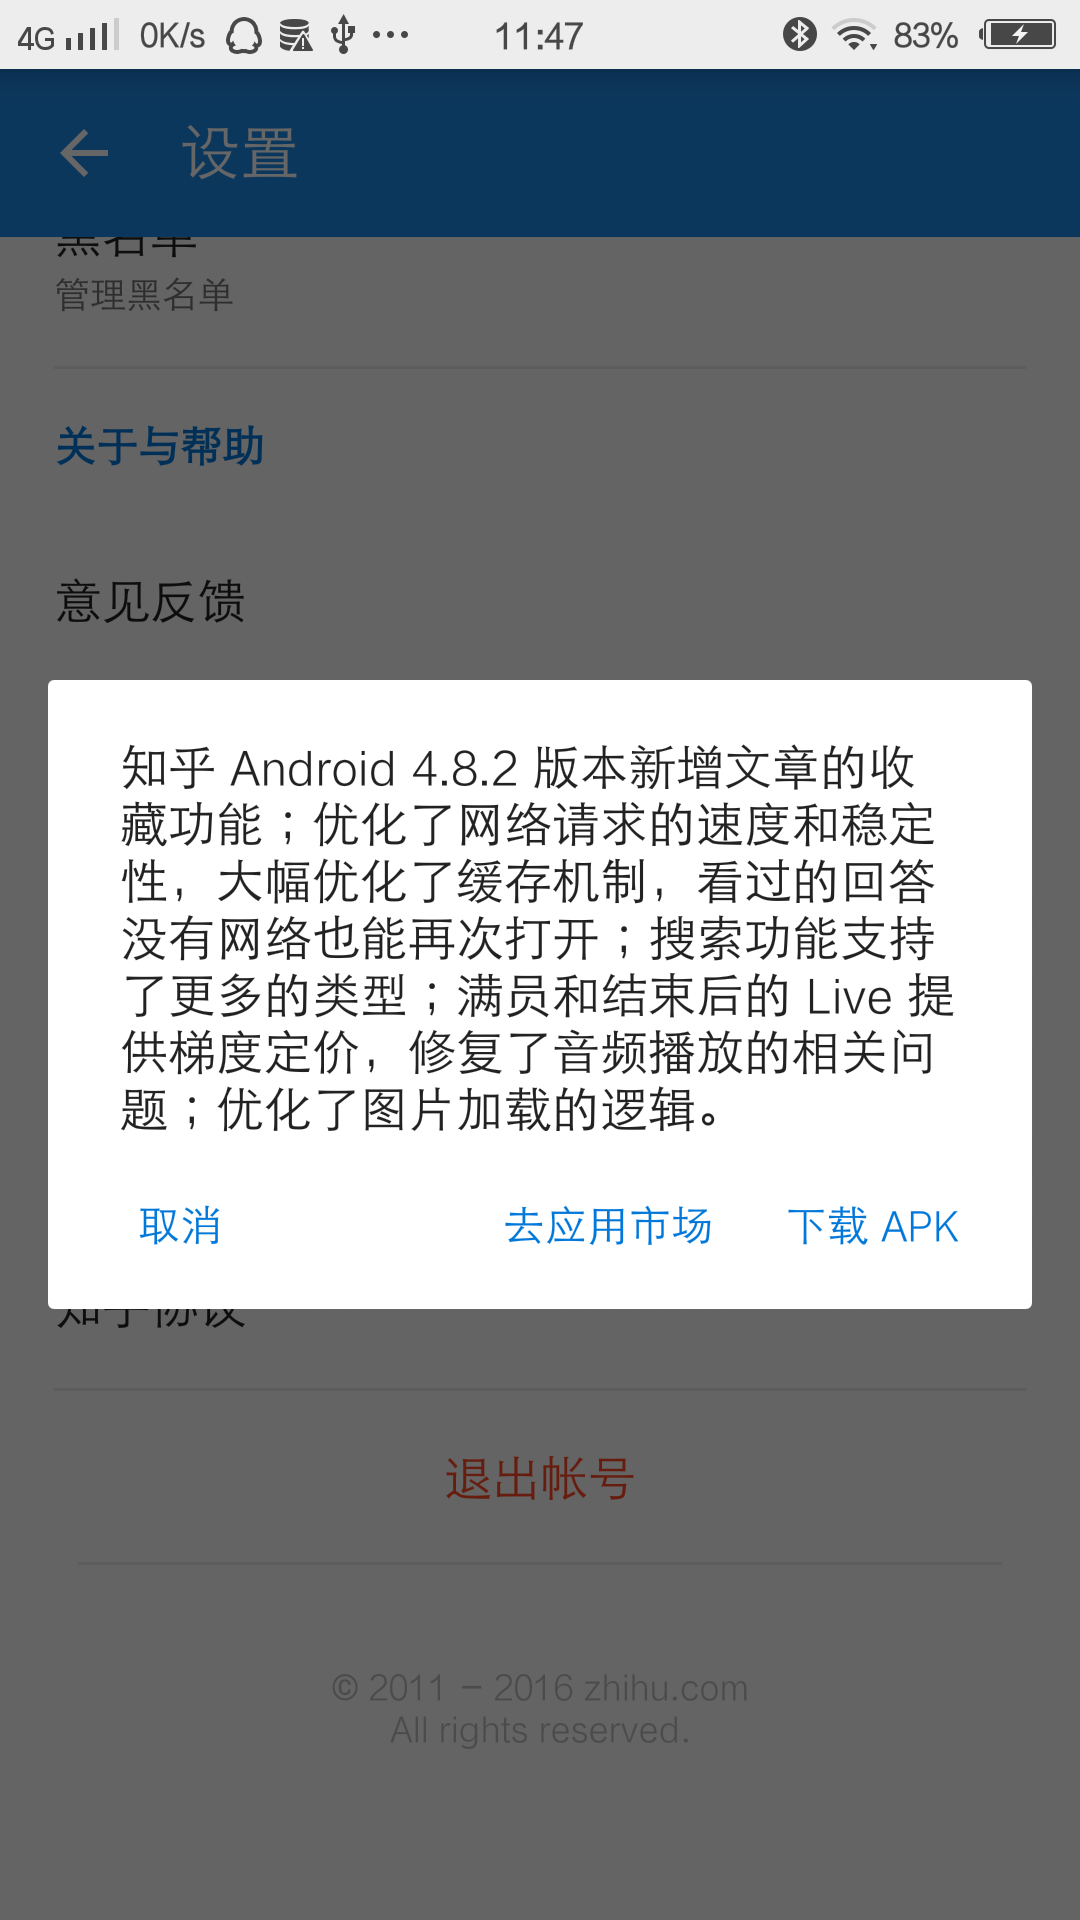 4G 0K/s 11:47 83%
设置
黑名单
管理黑名单
关于与帮助
意见反馈
知乎 Android 4.8.2 版本新增文章的收
藏功能；优化了网络请求的速度和稳定
性，大幅优化了缓存机制，看过的回答
没有网络也能再次打开；搜索功能支持
了更多的类型；满员和结束后的 Live 提
供梯度定价，修复了音频播放的相关问
题；优化了图片加载的逻辑。
取消 去应用市场 下载 APK
知乎协议
退出帐号
© 2011 – 2016 zhihu.com
All rights reserved.